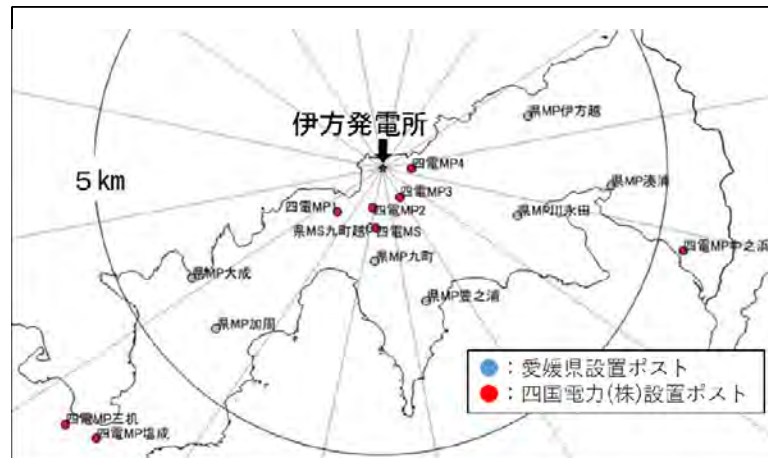 伊方発電所
5km
県MP伊方越
四電MP4
県MP湊浦
四電MP3
四電MP1
四電MP2
県MP川永田
県MS九町越
四電MS
四電MP中之浜
県MP九町
県MP大成
県MP豊之浦
県MP加周
●:愛媛県設置ポスト
●:四国電力(株)設置ポスト
四電MP三机
四電MP塩成